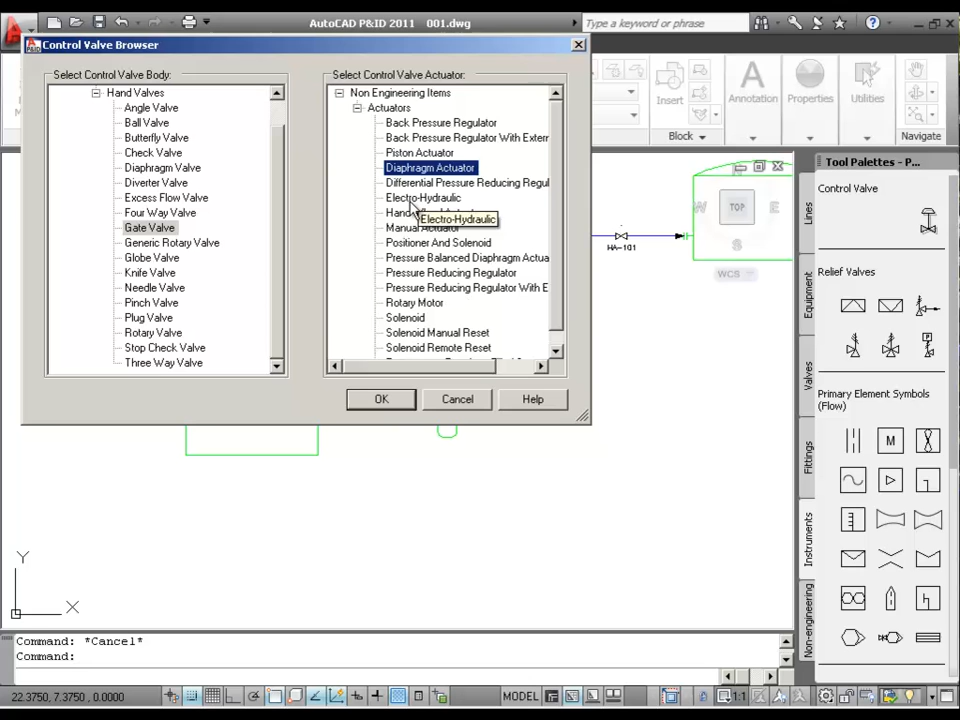 AutoCAD P&ID 2011 001.dwg
Type a keyword or phrase
P&ID
Control Valve Browser
Select Control Valve Body:
Hand Valves
Angle Valve
Ball Valve
Butterfly Valve
Check Valve
Diaphragm Valve
Diverter Valve
Excess Flow Valve
Four Way Valve
Gate Valve
Generic Rotary Valve
Globe Valve
Knife Valve
Needle Valve
Pinch Valve
Plug Valve
Rotary Valve
Stop Check Valve
Three Way Valve
Select Control Valve Actuator:
Non Engineering Items
Actuators
Back Pressure Regulator
Back Pressure Regulator With Extern
Piston Actuator
Diaphragm Actuator
Differential Pressure Reducing Regul
Electro-Hydraulic
Electro-Hydraulic
Manual Actuator
Positioner And Solenoid
Pressure Balanced Diaphragm Actua
Pressure Reducing Regulator
Pressure Reducing Regulator With E
Rotary Motor
Solenoid
Solenoid Manual Reset
Solenoid Remote Reset
OK
Cancel
Help
Insert
Annotation
Properties
Utilities
Block
Navigate
HA-101
W
TOP
E
S
WCS
Tool Palettes - P...
Lines
Equipment
Valves
Fittings
Instruments
Non-engineering
Control Valve
Relief Valves
P
Primary Element Symbols
(Flow)
M
Y
X
Command: *Cancel*
Command:
22.3750, 7.3750, 0.0000
MODEL
1:1